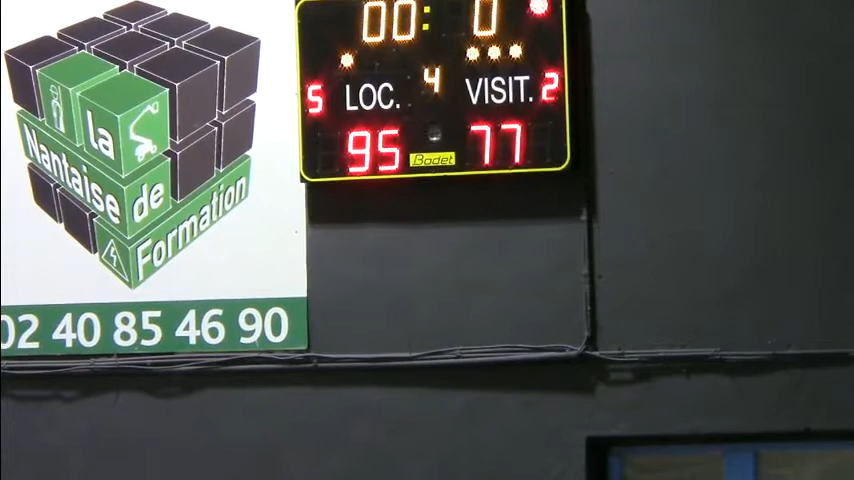 00: 0
5 LOC. 4 VISIT. 2
95 Bodet 77
la
Nantaise de
Formation
02 40 85 46 90